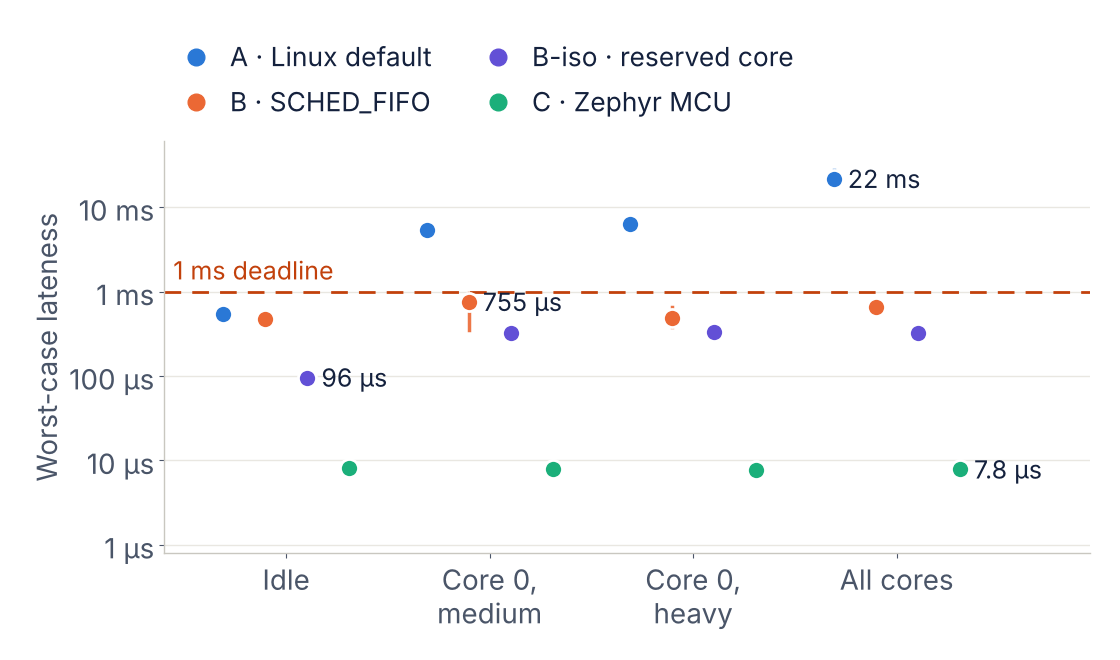 A · Linux default
B-iso · reserved core
B · SCHED_FIFO
C · Zephyr MCU
Worst-case lateness
10 ms
1 ms
100 µs
10 µs
1 µs
1 ms deadline
22 ms
755 µs
96 µs
7.8 µs
Idle
Core 0,
medium
Core 0,
heavy
All cores